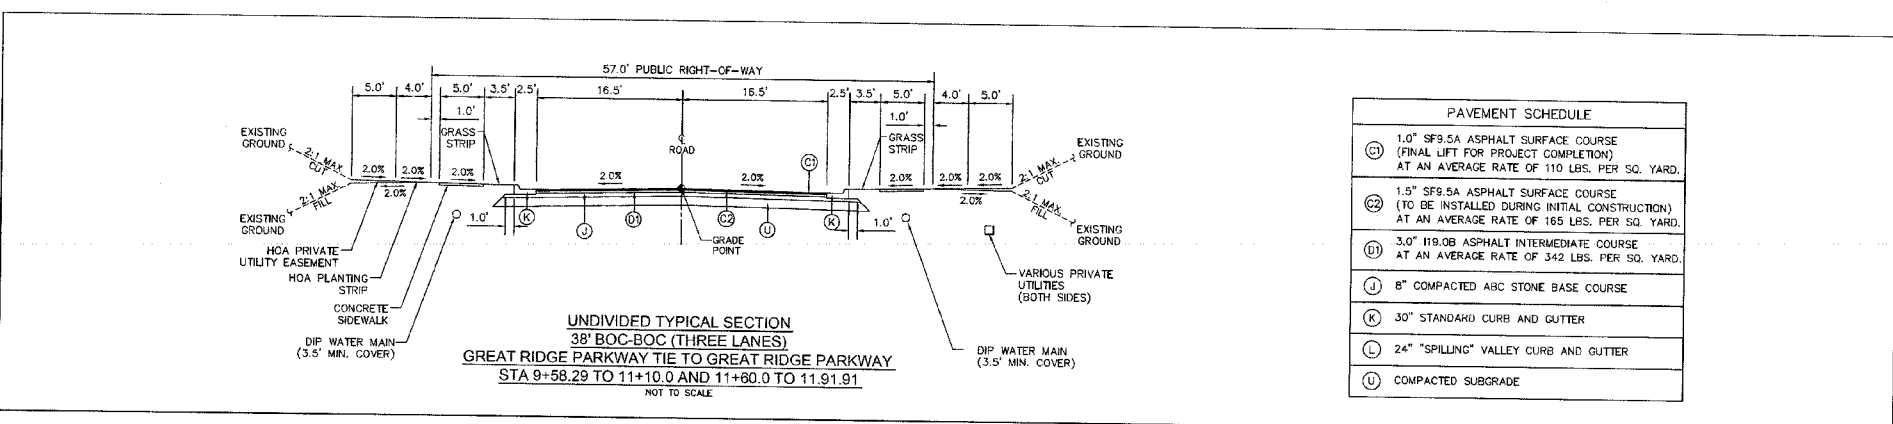 57.0' PUBLIC RIGHT-OF-WAY
5.0' 4.0' 5.0' 3.5' 2.5' 16.5' 16.5' 2.5' 3.5' 5.0' 4.0' 5.0'
1.0' 1.0'
EXISTING
GROUND
2:1 MAX.
CUT
GRASS
STRIP
℄
ROAD
GRASS
STRIP
C1
2:1 MAX.
CUT
EXISTING
GROUND
2.0% 2.0% 2.0% 2.0% 2.0% 2.0% 2.0% 2.0%
2.0% 2.0%
2:1 MAX.
FILL
EXISTING
GROUND
1.0' K J D1 C2 U K 1.0'
2:1 MAX.
FILL
EXISTING
GROUND
GRADE
POINT
HOA PRIVATE
UTILITY EASEMENT
HOA PLANTING
STRIP
CONCRETE
SIDEWALK
DIP WATER MAIN
(3.5' MIN. COVER)
VARIOUS PRIVATE
UTILITIES
(BOTH SIDES)
DIP WATER MAIN
(3.5' MIN. COVER)
UNDIVIDED TYPICAL SECTION
38' BOC-BOC (THREE LANES)
GREAT RIDGE PARKWAY TIE TO GREAT RIDGE PARKWAY
STA 9+58.29 TO 11+10.0 AND 11+60.0 TO 11.91.91
NOT TO SCALE
PAVEMENT SCHEDULE
C1 1.0" SF9.5A ASPHALT SURFACE COURSE
(FINAL LIFT FOR PROJECT COMPLETION)
AT AN AVERAGE RATE OF 110 LBS. PER SQ. YARD.
C2 1.5" SF9.5A ASPHALT SURFACE COURSE
(TO BE INSTALLED DURING INITIAL CONSTRUCTION)
AT AN AVERAGE RATE OF 165 LBS. PER SQ. YARD.
D1 3.0" I19.0B ASPHALT INTERMEDIATE COURSE
AT AN AVERAGE RATE OF 342 LBS. PER SQ. YARD.
J 8" COMPACTED ABC STONE BASE COURSE
K 30" STANDARD CURB AND GUTTER
L 24" "SPILLING" VALLEY CURB AND GUTTER
U COMPACTED SUBGRADE